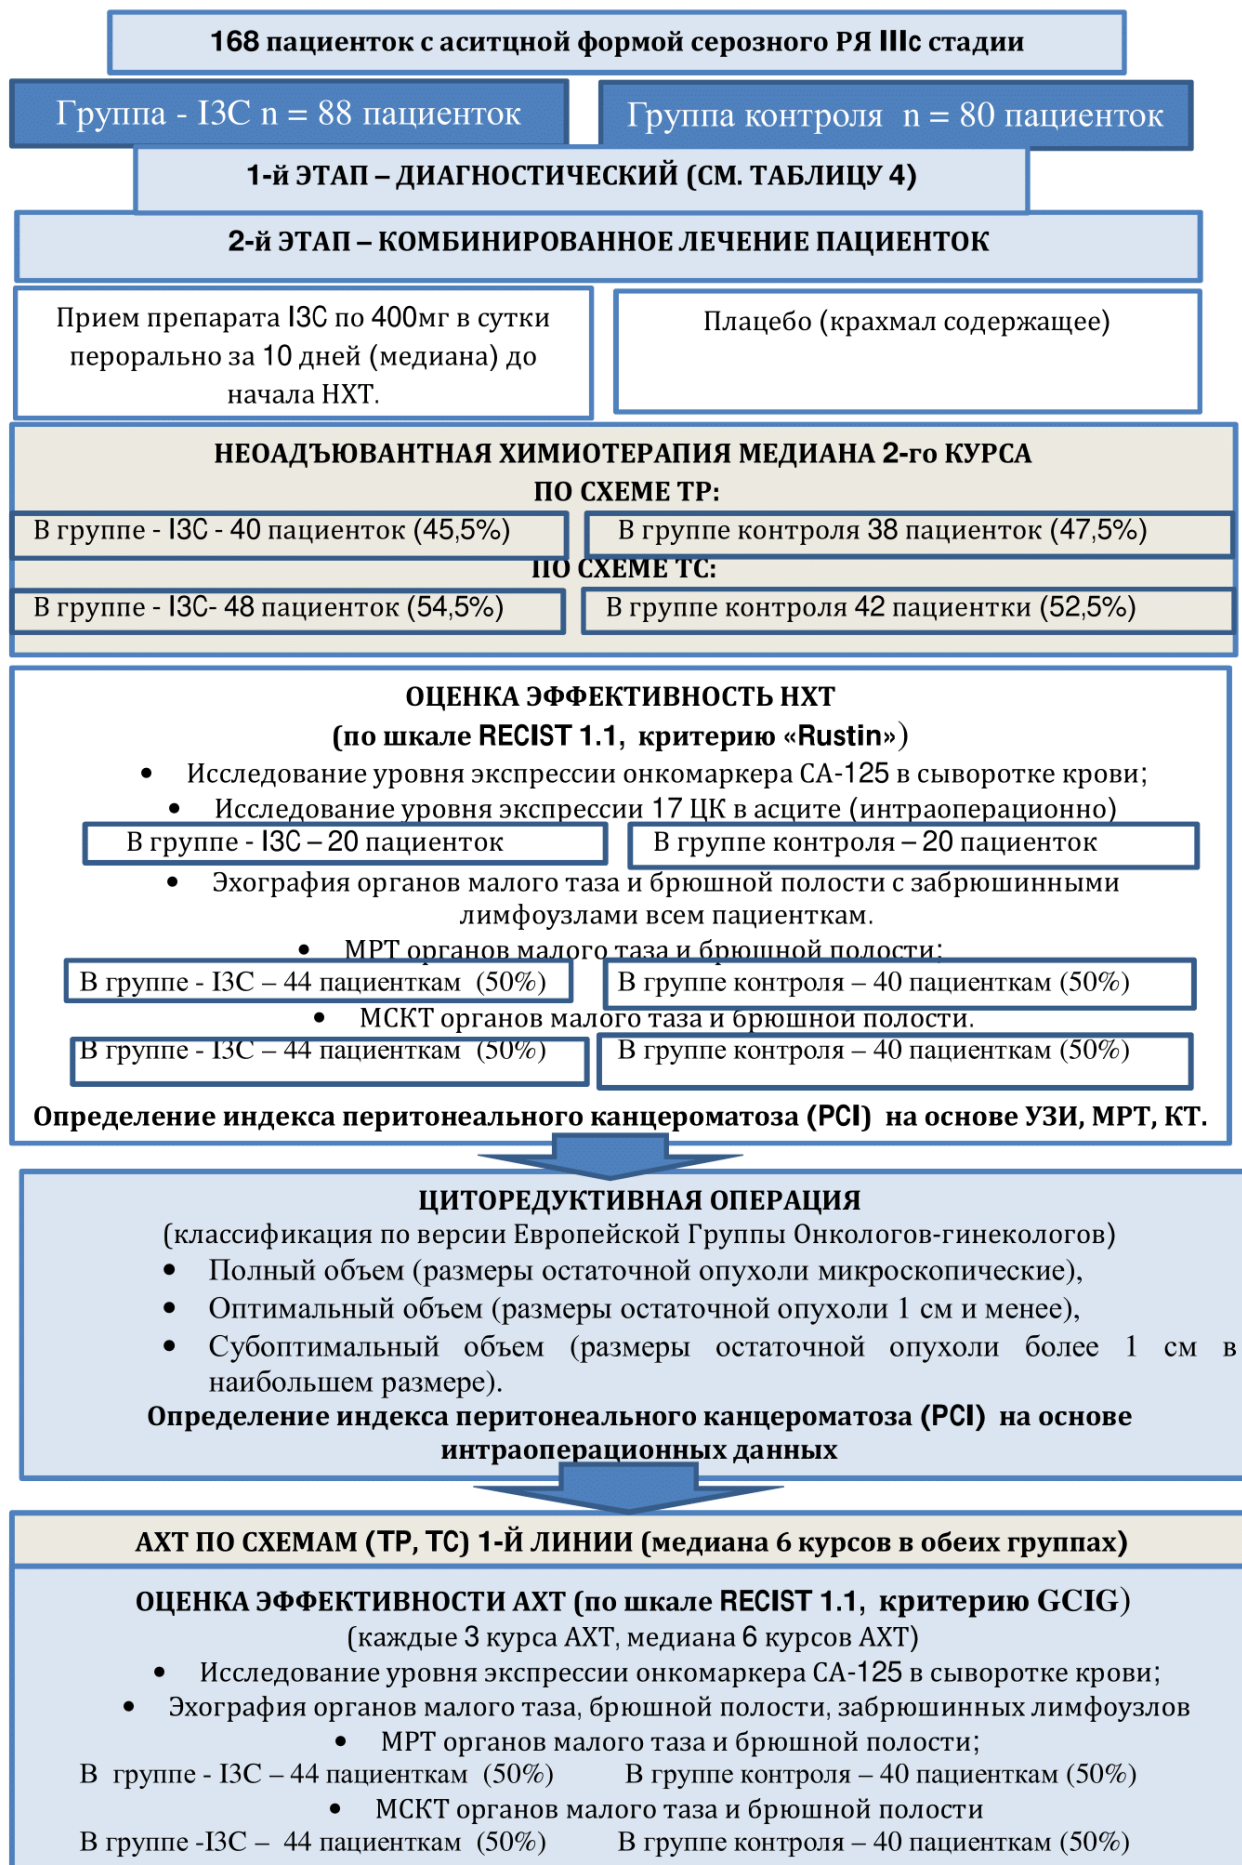 168 пациенток с аситцной формой серозного РЯ IIIc стадии
Группа - I3C n = 88 пациенток
Группа контроля n = 80 пациенток
1-й ЭТАП – ДИАГНОСТИЧЕСКИЙ (СМ. ТАБЛИЦУ 4)
2-й ЭТАП – КОМБИНИРОВАННОЕ ЛЕЧЕНИЕ ПАЦИЕНТОК
Прием препарата I3C по 400мг в сутки
перорально за 10 дней (медиана) до
начала НХТ.
Плацебо (крахмал содержащее)
НЕОАДЪЮВАНТНАЯ ХИМИОТЕРАПИЯ МЕДИАНА 2-го КУРСА
ПО СХЕМЕ ТР:
В группе - I3C - 40 пациенток (45,5%)
В группе контроля 38 пациенток (47,5%)
ПО СХЕМЕ ТС:
В группе - I3C- 48 пациенток (54,5%)
В группе контроля 42 пациентки (52,5%)
ОЦЕНКА ЭФФЕКТИВНОСТЬ НХТ
(по шкале RECIST 1.1, критерию «Rustin»)
• Исследование уровня экспрессии онкомаркера СА-125 в сыворотке крови;
• Исследование уровня экспрессии 17 ЦК в асците (интраоперационно)
В группе - I3C – 20 пациенток
В группе контроля – 20 пациенток
• Эхография органов малого таза и брюшной полости с забрюшинными
лимфоузлами всем пациенткам.
• МРТ органов малого таза и брюшной полости;
В группе - I3C – 44 пациенткам (50%)
В группе контроля – 40 пациенткам (50%)
• МСКТ органов малого таза и брюшной полости.
В группе - I3C – 44 пациенткам (50%)
В группе контроля – 40 пациенткам (50%)
Определение индекса перитонеального канцероматоза (PCI) на основе УЗИ, МРТ, КТ.
ЦИТОРЕДУКТИВНАЯ ОПЕРАЦИЯ
(классификация по версии Европейской Группы Онкологов-гинекологов)
• Полный объем (размеры остаточной опухоли микроскопические),
• Оптимальный объем (размеры остаточной опухоли 1 см и менее),
• Субоптимальный объем (размеры остаточной опухоли более 1 см в
наибольшем размере).
Определение индекса перитонеального канцероматоза (PCI) на основе
интраоперационных данных
АХТ ПО СХЕМАМ (TP, TC) 1-Й ЛИНИИ (медиана 6 курсов в обеих группах)
ОЦЕНКА ЭФФЕКТИВНОСТИ АХТ (по шкале RECIST 1.1, критерию GCIG)
(каждые 3 курса АХТ, медиана 6 курсов АХТ)
• Исследование уровня экспрессии онкомаркера СА-125 в сыворотке крови;
• Эхография органов малого таза, брюшной полости, забрюшинных лимфоузлов
• МРТ органов малого таза и брюшной полости;
В группе - I3C – 44 пациенткам (50%)
В группе контроля – 40 пациенткам (50%)
• МСКТ органов малого таза и брюшной полости
В группе -I3C – 44 пациенткам (50%)
В группе контроля – 40 пациенткам (50%)